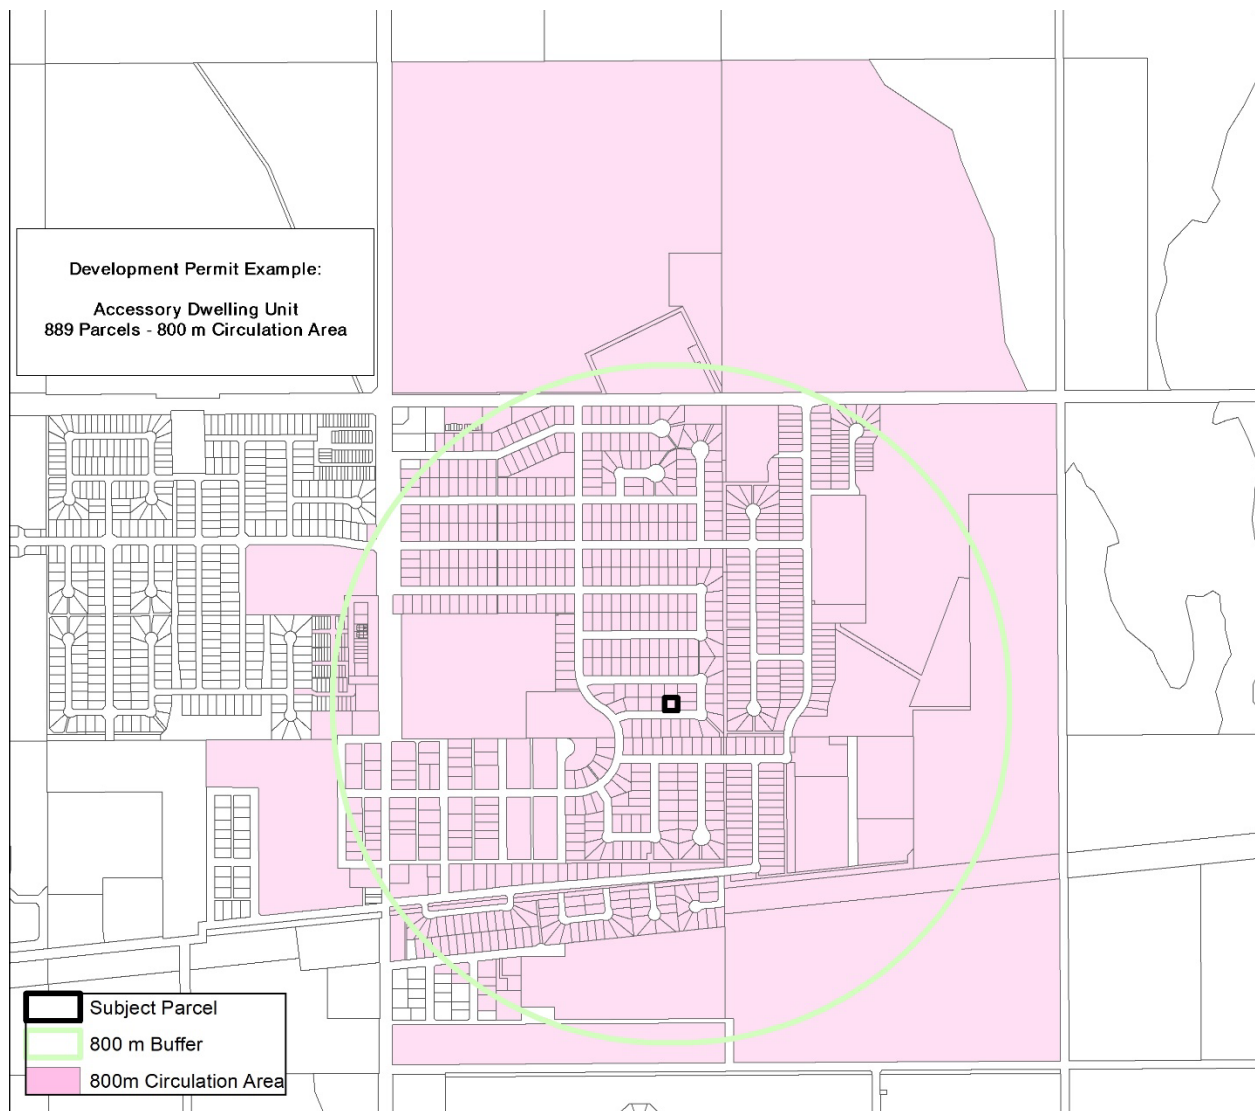 Development Permit Example:
Accessory Dwelling Unit
889 Parcels - 800 m Circulation Area
Subject Parcel
800 m Buffer
800m Circulation Area